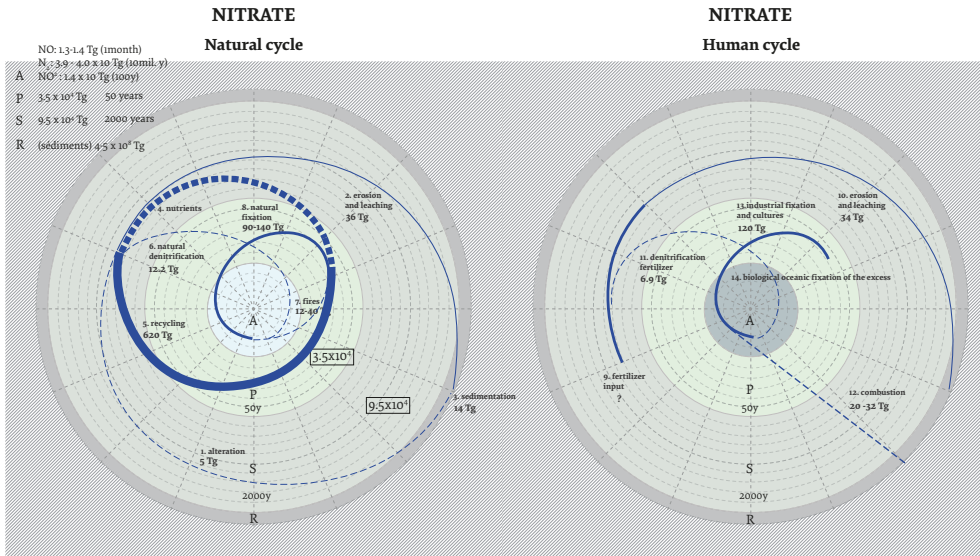 NITRATE
Natural cycle
NO: 1.3-1.4 Tg (1month)
N₂: 3.9 - 4.0 x 10 Tg (10mil. y)
A NO² : 1.4 x 10 Tg (100y)
P 3.5 x 10⁴ Tg 50 years
S 9.5 x 10⁴ Tg 2000 years
R (sédiments) 4-5 x 10⁸ Tg
2. erosion
and leaching
36 Tg
4. nutrients
8. natural
fixation
90-140 Tg
6. natural
denitrification
12.2 Tg
7. fires
12-40
A
5. recycling
620 Tg
3.5x10⁴
P
50y
9.5x10⁴
3. sedimentation
14 Tg
1. alteration
5 Tg
S
2000y
R
NITRATE
Human cycle
10. erosion
and leaching
34 Tg
13.industrial fixation
and cultures
120 Tg
11. denitrification
fertilizer
6.9 Tg
14. biological oceanic fixation of the excess
A
9. fertilizer
input
?
P
50y
12. combustion
20 -32 Tg
S
2000y
R